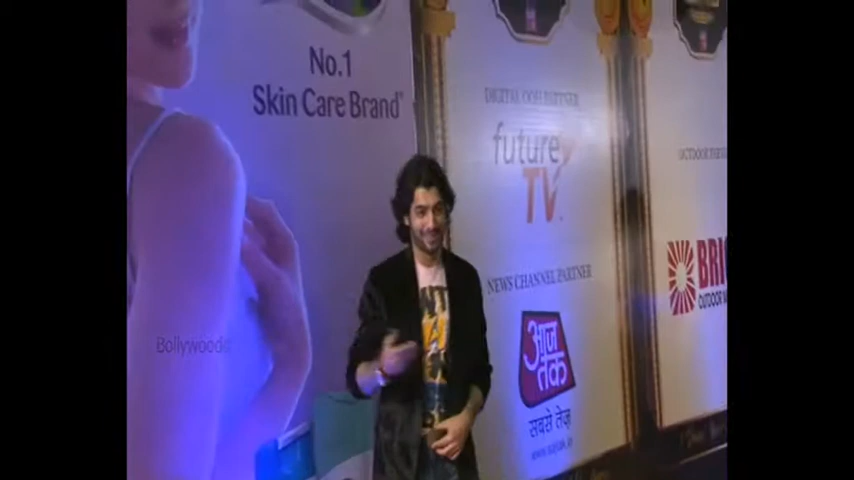 No.1
Skin Care Brand*
DIGITAL OOH PARTNER
future
TV
NEWS CHANNEL PARTNER
आज
तक
सबसे तेज़
OUTDOOR
BRI
OUTDOOR
Bollywood